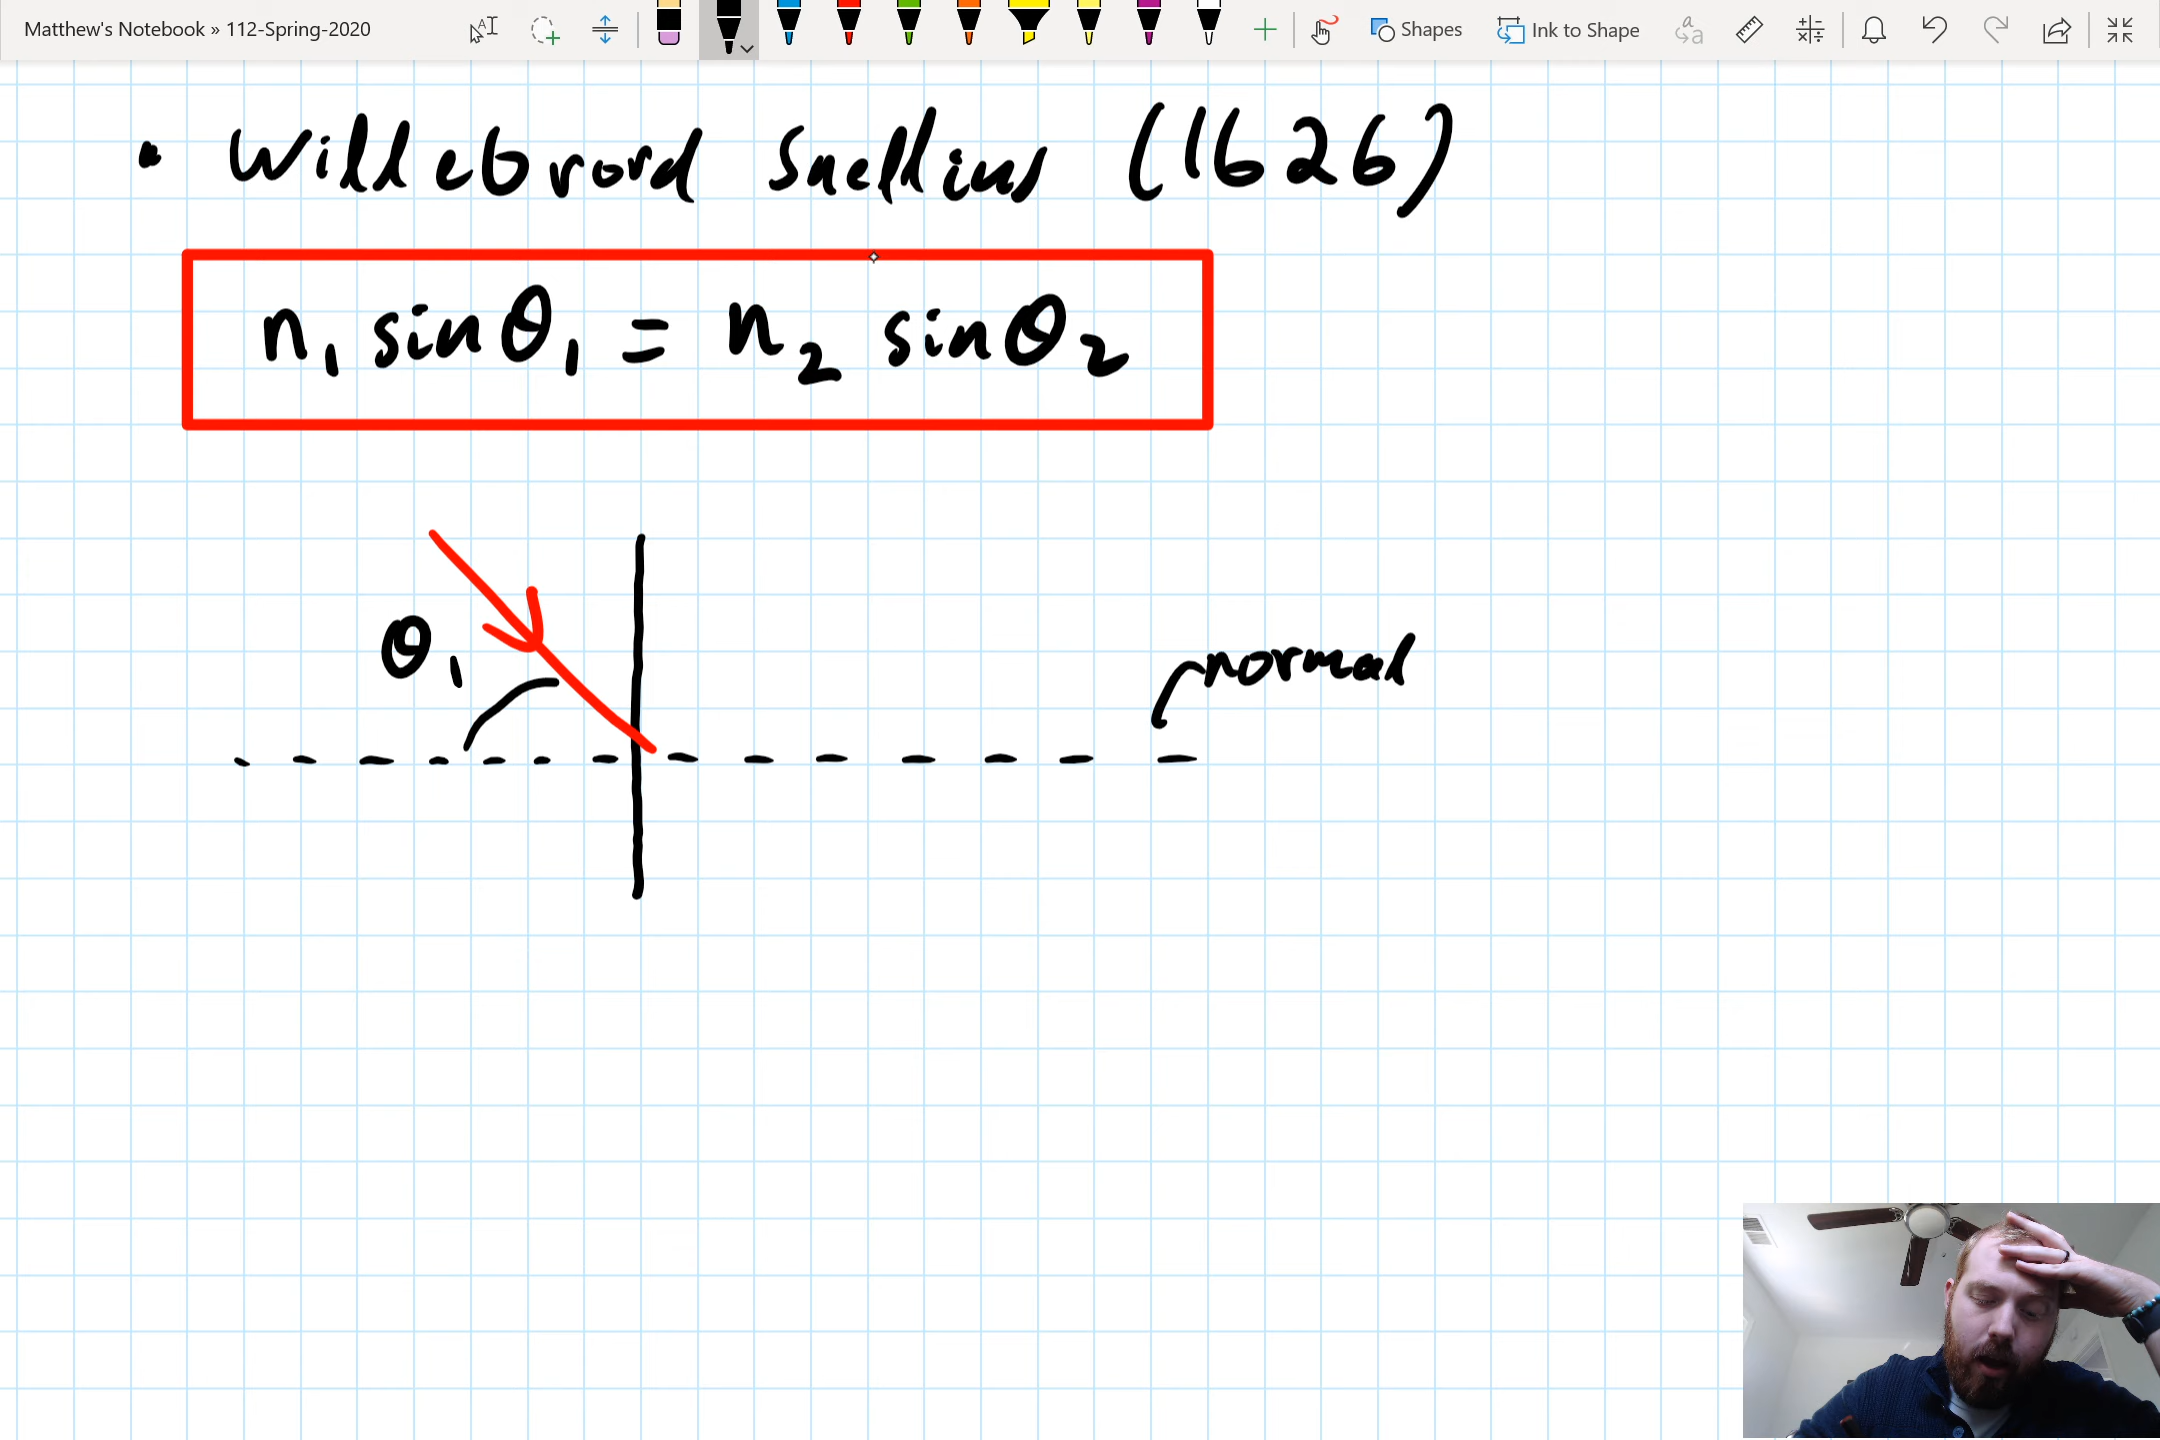 Matthew's Notebook » 112-Spring-2020
Shapes
Ink to Shape
• Willebrord Snellius (1626)
n₁ sinθ₁ = n₂ sinθ₂
θ₁
normal